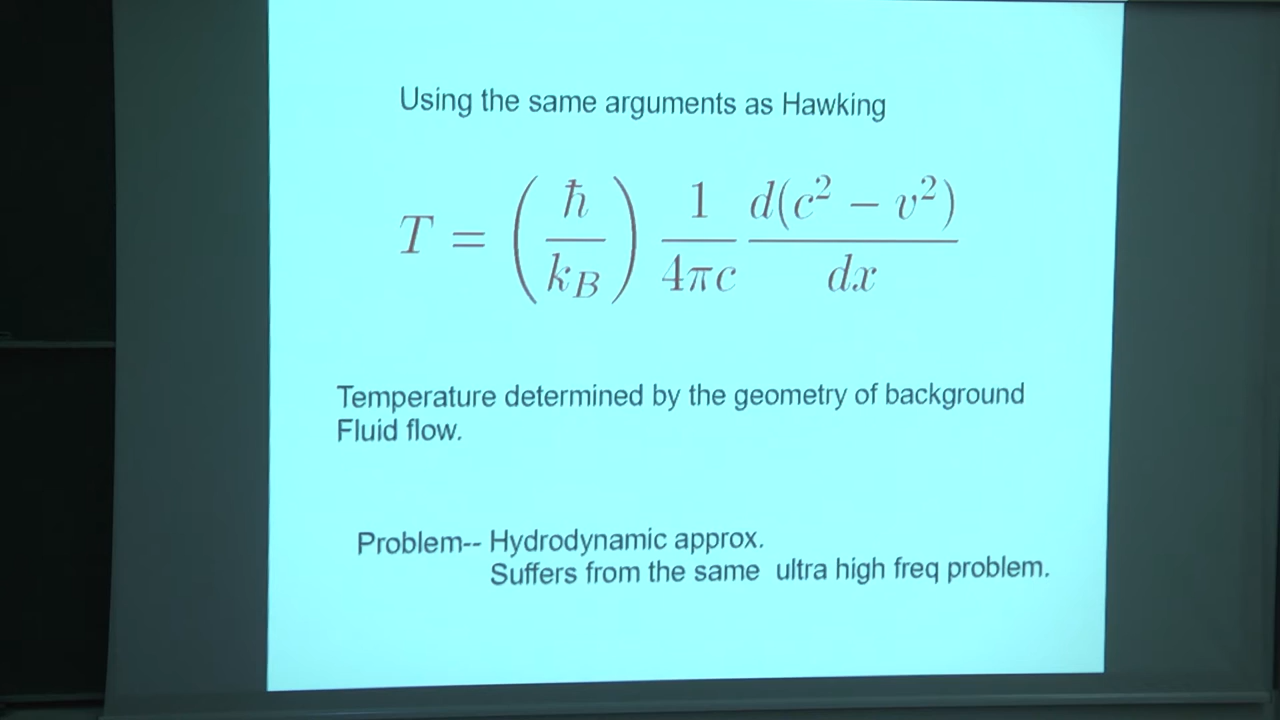 Using the same arguments as Hawking
T = (ħ/k_B) 1/(4πc) d(c² − v²)/dx
Temperature determined by the geometry of background
Fluid flow.
Problem-- Hydrodynamic approx.
Suffers from the same ultra high freq problem.